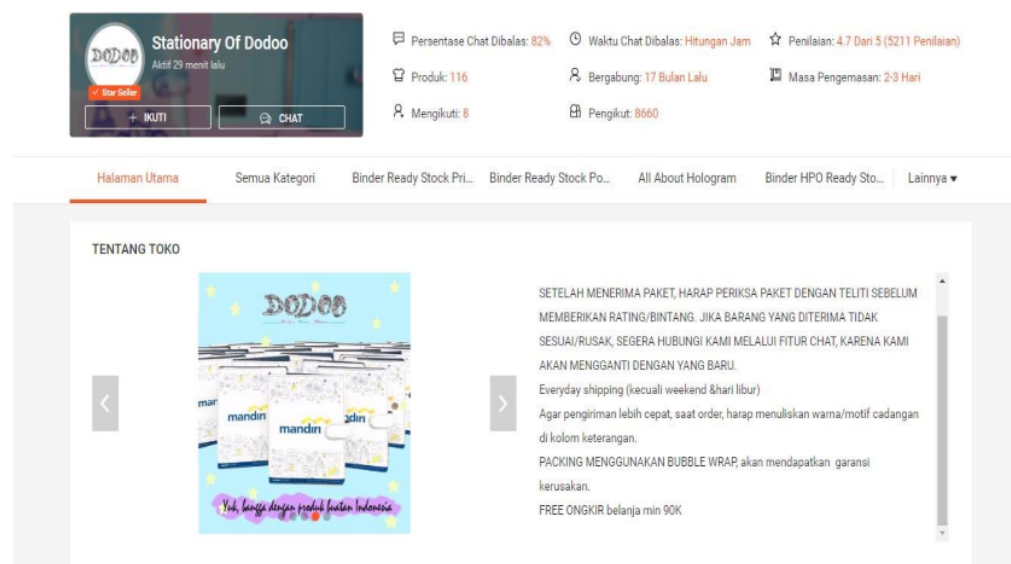 DODOO
Stationary Of Dodoo
Aktif 29 menit lalu
Star Seller
+ IKUTI
CHAT
Persentase Chat Dibalas: 82%
Waktu Chat Dibalas: Hitungan Jam
Penilaian: 4.7 Dari 5 (5211 Penilaian)
Produk: 116
Bergabung: 17 Bulan Lalu
Masa Pengemasan: 2-3 Hari
Mengikuti: 8
Pengikut: 8660
Halaman Utama
Semua Kategori
Binder Ready Stock Pri...
Binder Ready Stock Po...
All About Hologram
Binder HPO Ready Sto...
Lainnya ▾
TENTANG TOKO
DODOO
mandiri
mandiri
Yuk, bangga dengan produk buatan Indonesia
SETELAH MENERIMA PAKET, HARAP PERIKSA PAKET DENGAN TELITI SEBELUM
MEMBERIKAN RATING/BINTANG. JIKA BARANG YANG DITERIMA TIDAK
SESUAI/RUSAK, SEGERA HUBUNGI KAMI MELALUI FITUR CHAT, KARENA KAMI
AKAN MENGGANTI DENGAN YANG BARU.
Everyday shipping (kecuali weekend &hari libur)
Agar pengiriman lebih cepat, saat order, harap menuliskan warna/motif cadangan
di kolom keterangan.
PACKING MENGGUNAKAN BUBBLE WRAP, akan mendapatkan garansi
kerusakan.
FREE ONGKIR belanja min 90K